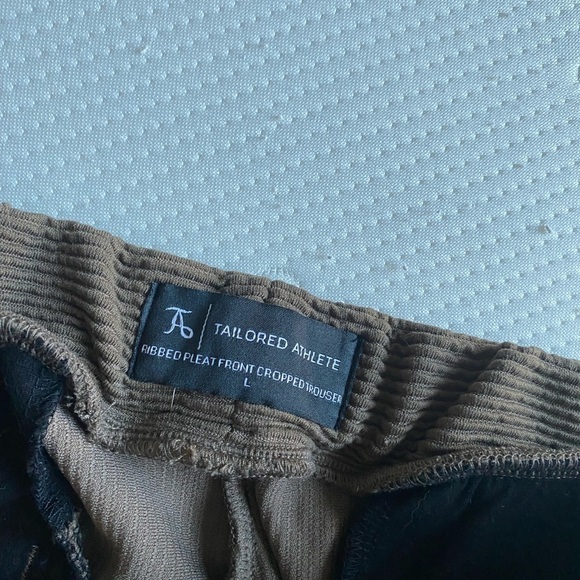 TA | TAILORED ATHLETE
RIBBED PLEAT FRONT CROPPED TROUSER
L